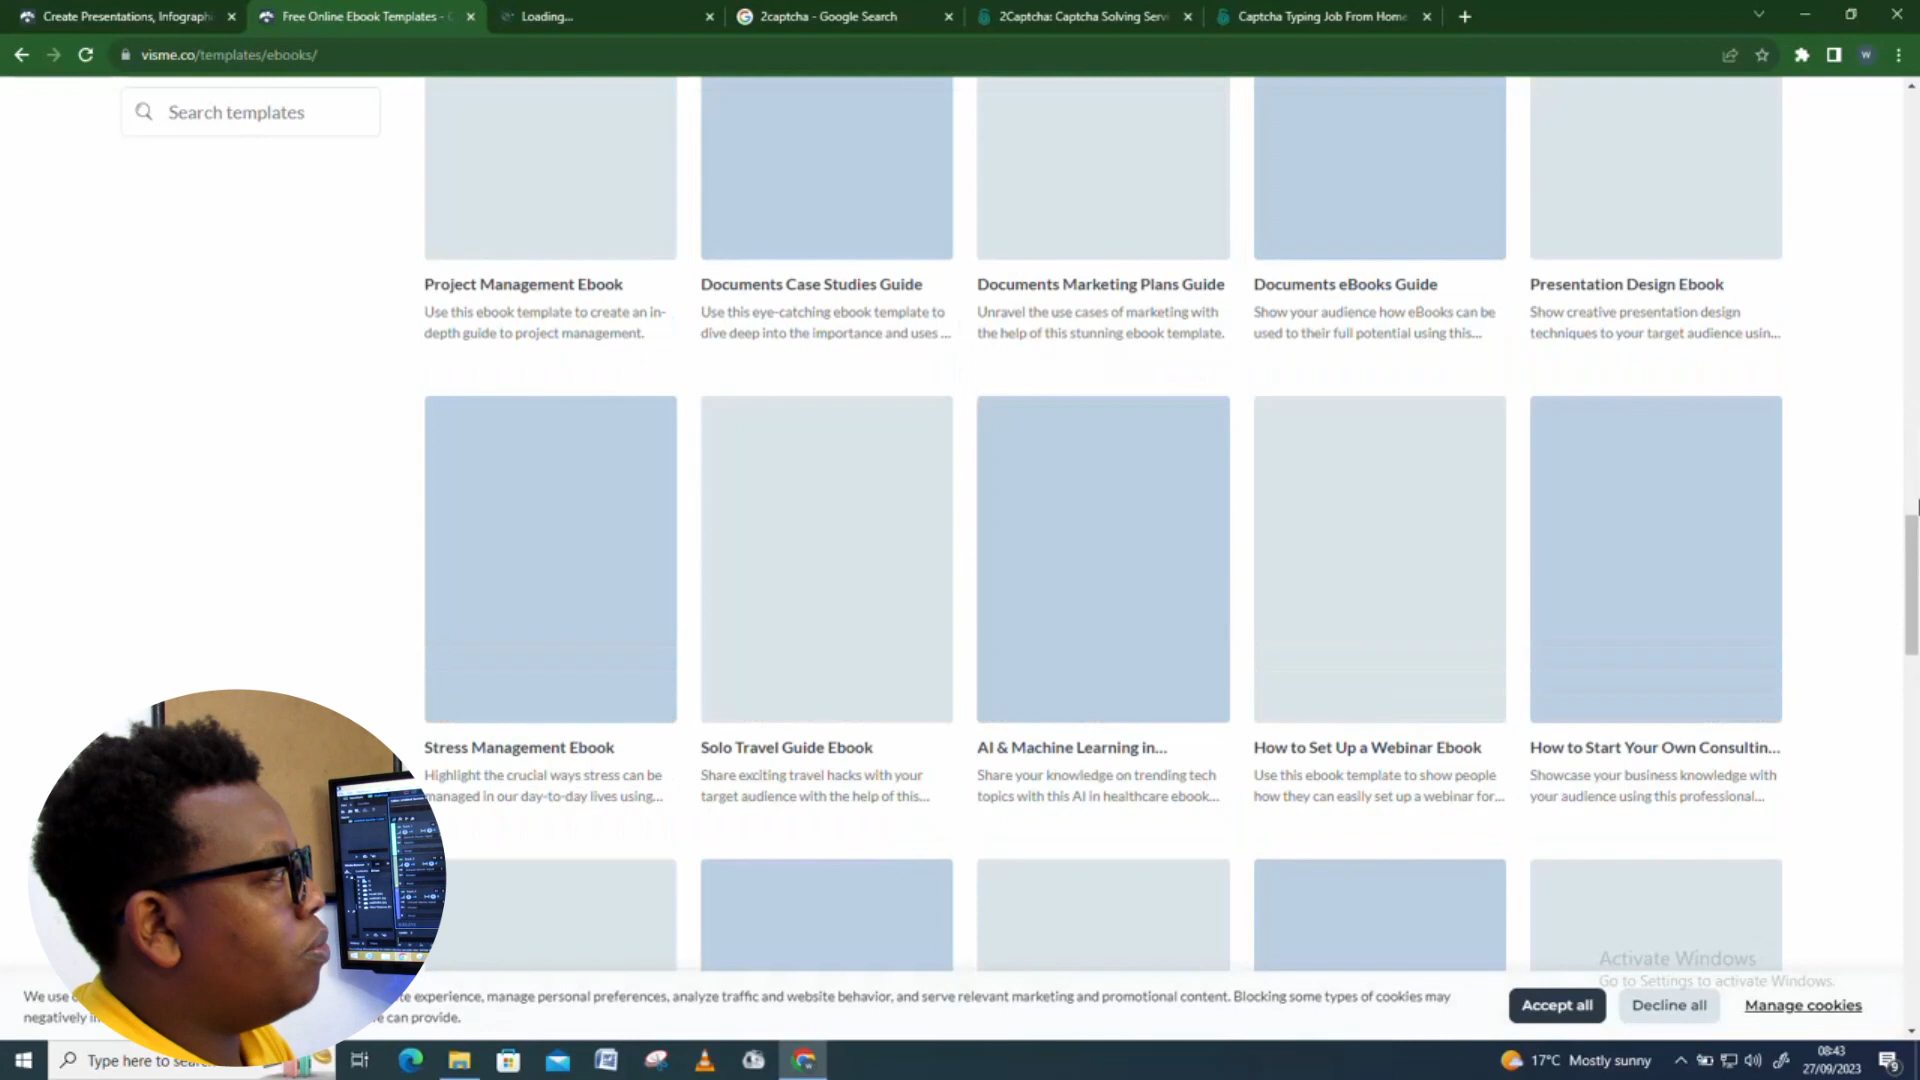 Create Presentations, Infographi
Free Online Ebook Templates - C
Loading...
2captcha - Google Search
2Captcha: Captcha Solving Servi
Captcha Typing Job From Home
visme.co/templates/ebooks/
W
Search templates
Project Management Ebook
Use this ebook template to create an in-
depth guide to project management.
Documents Case Studies Guide
Use this eye-catching ebook template to
dive deep into the importance and uses ...
Documents Marketing Plans Guide
Unravel the use cases of marketing with
the help of this stunning ebook template.
Documents eBooks Guide
Show your audience how eBooks can be
used to their full potential using this...
Presentation Design Ebook
Show creative presentation design
techniques to your target audience usin...
Stress Management Ebook
Highlight the crucial ways stress can be
managed in our day-to-day lives using...
Solo Travel Guide Ebook
Share exciting travel hacks with your
target audience with the help of this...
AI & Machine Learning in...
Share your knowledge on trending tech
topics with this AI in healthcare ebook...
How to Set Up a Webinar Ebook
Use this ebook template to show people
how they can easily set up a webinar for...
How to Start Your Own Consultin...
Showcase your business knowledge with
your audience using this professional...
Activate Windows
Go to Settings to activate Windows.
We use experience, manage personal preferences, analyze traffic and website behavior, and serve relevant marketing and promotional content. Blocking some types of cookies may
negatively can provide.
Accept all
Decline all
Manage cookies
Type here to sear
17°C Mostly sunny
08:43
27/09/2023
9